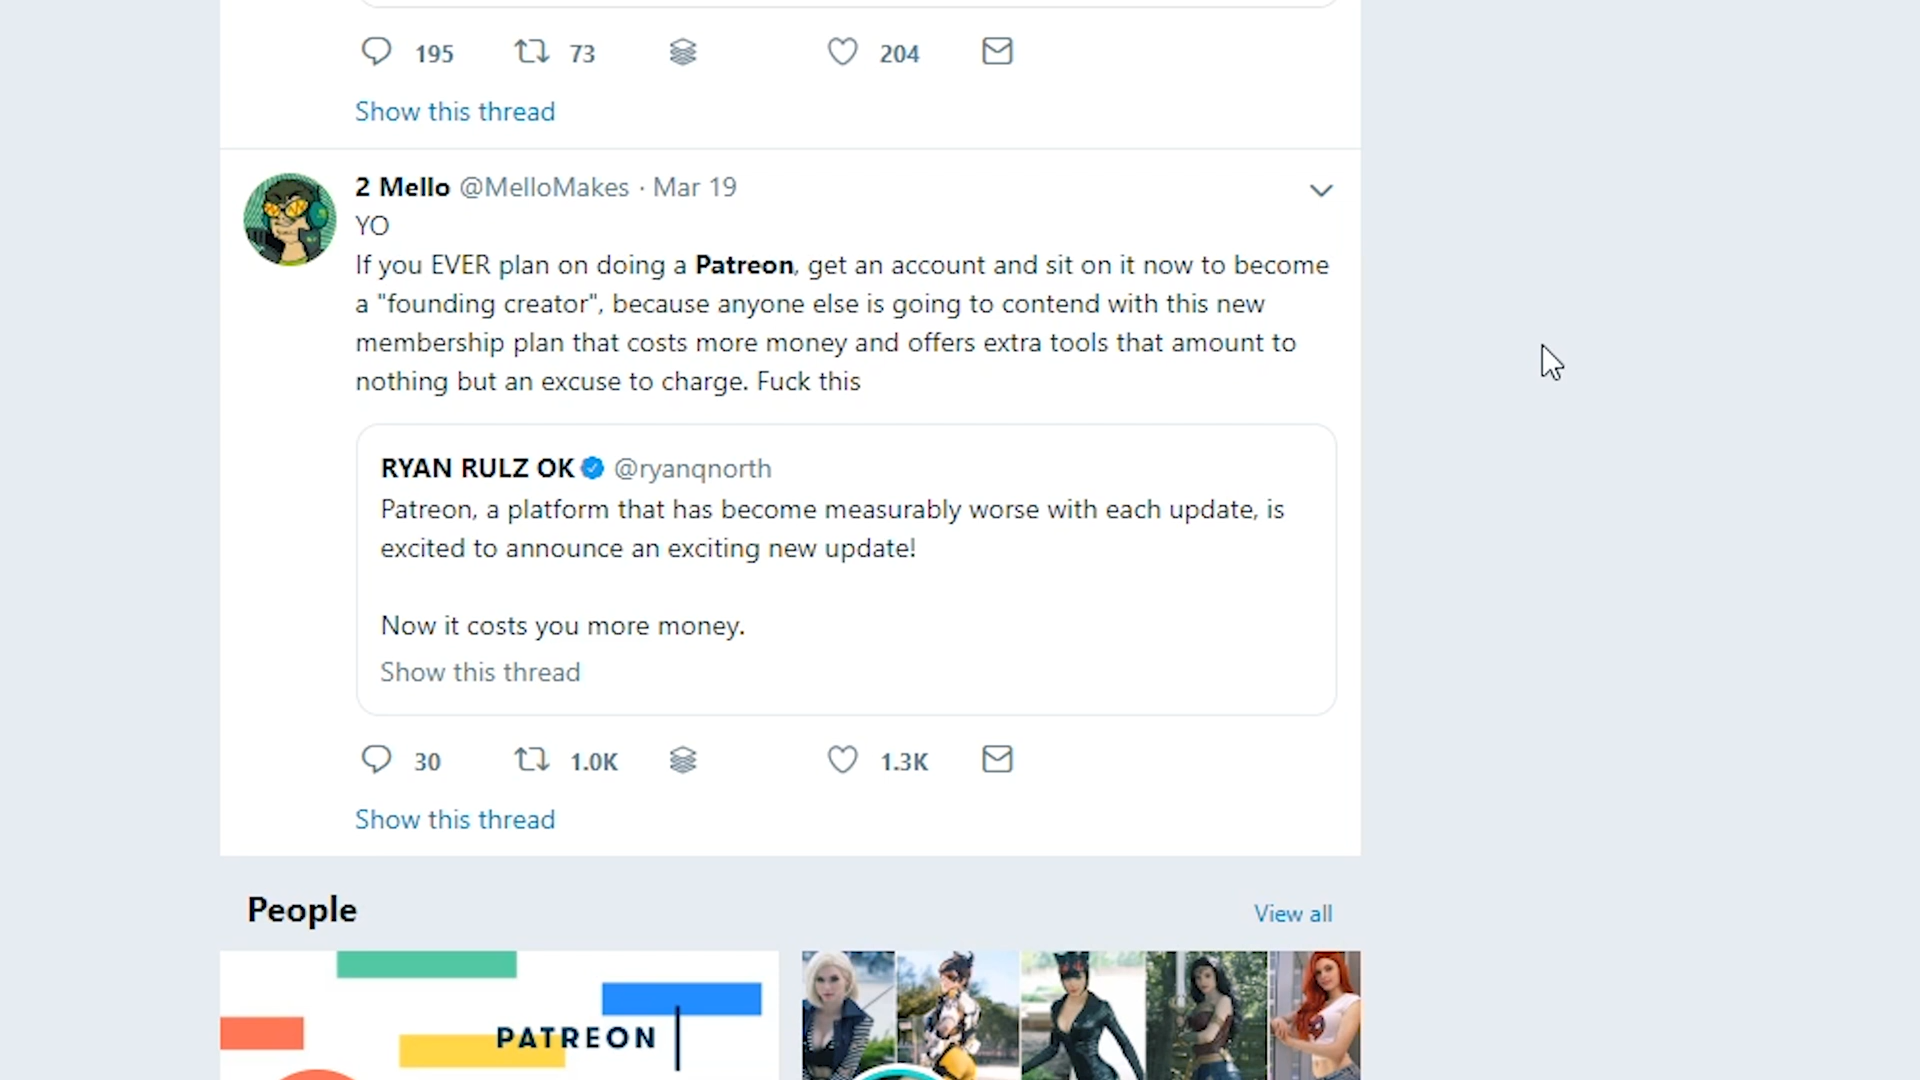 195 73 204
Show this thread
2 Mello @MelloMakes · Mar 19
YO
If you EVER plan on doing a Patreon, get an account and sit on it now to become
a "founding creator", because anyone else is going to contend with this new
membership plan that costs more money and offers extra tools that amount to
nothing but an excuse to charge. Fuck this
RYAN RULZ OK @ryanqnorth
Patreon, a platform that has become measurably worse with each update, is
excited to announce an exciting new update!
Now it costs you more money.
Show this thread
30 1.0K 1.3K
Show this thread
People View all
PATREON